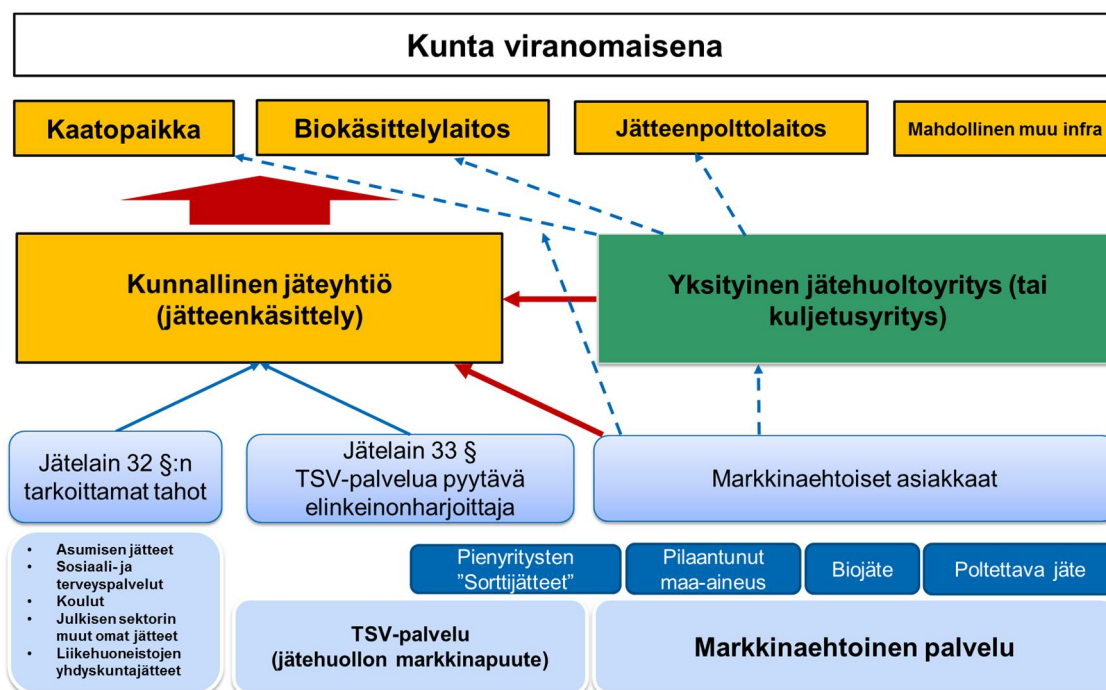 Kunta viranomaisena
Kaatopaikka
Biokäsittelylaitos
Jätteenpolttolaitos
Mahdollinen muu infra
Kunnallinen jäteyhtiö
(jätteenkäsittely)
Yksityinen jätehuoltoyritys (tai
kuljetusyritys)
Jätelain 32 §:n
tarkoittamat tahot
Jätelain 33 §
TSV-palvelua pyytävä
elinkeinonharjoittaja
Markkinaehtoiset asiakkaat
• Asumisen jätteet
• Sosiaali- ja
terveyspalvelut
• Koulut
• Julkisen sektorin
muut omat jätteet
• Liikehuoneistojen
yhdyskuntajätteet
Pienyritysten
”Sorttijätteet”
Pilaantunut
maa-aineus
Biojäte
Poltettava jäte
TSV-palvelu
(jätehuollon markkinapuute)
Markkinaehtoinen palvelu